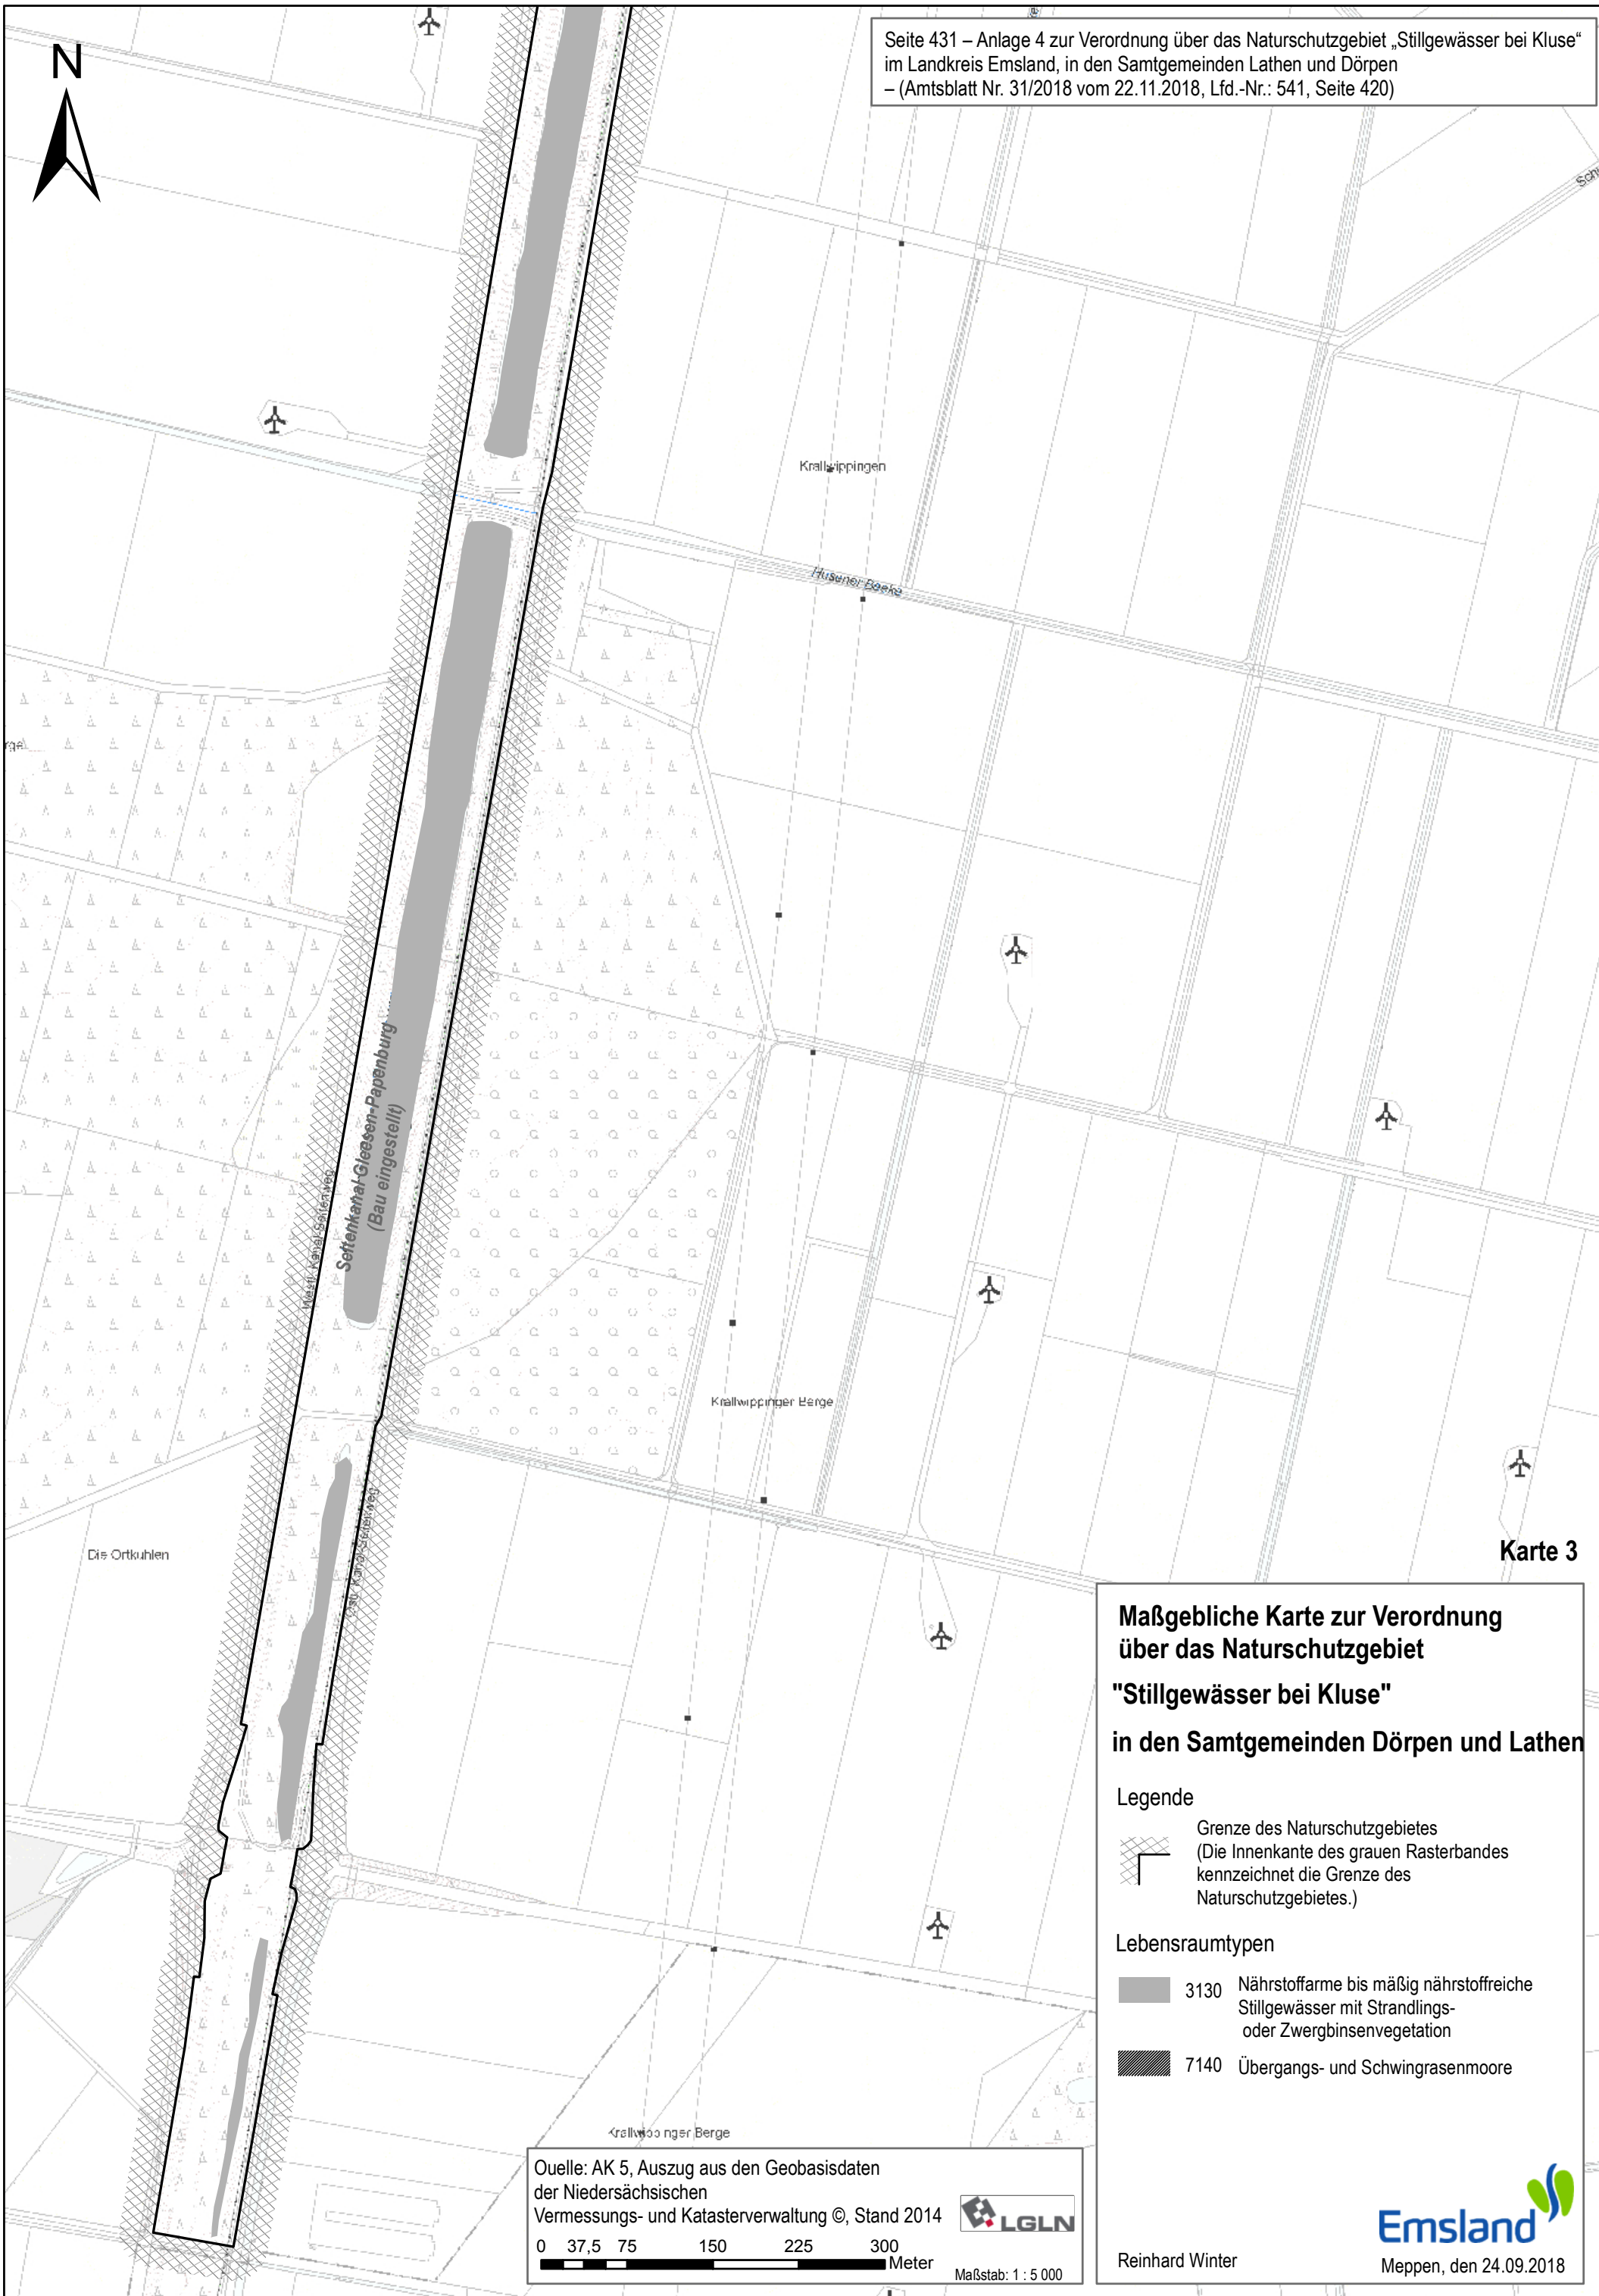 N
Seite 431 – Anlage 4 zur Verordnung über das Naturschutzgebiet „Stillgewässer bei Kluse“
im Landkreis Emsland, in den Samtgemeinden Lathen und Dörpen
– (Amtsblatt Nr. 31/2018 vom 22.11.2018, Lfd.-Nr.: 541, Seite 420)
Krallwippingen
Husener Beeke
Seitenkanal-Gleesen-Papenburg
(Bau eingestellt)
Westl. Kanal-Seitenweg
Krallwippinger Berge
Östl. Kanal-Seitenweg
Die Ortkuhlen
Karte 3
Maßgebliche Karte zur Verordnung
über das Naturschutzgebiet
"Stillgewässer bei Kluse"
in den Samtgemeinden Dörpen und Lathen
Legende
Grenze des Naturschutzgebietes
(Die Innenkante des grauen Rasterbandes
kennzeichnet die Grenze des
Naturschutzgebietes.)
Lebensraumtypen
3130 Nährstoffarme bis mäßig nährstoffreiche
Stillgewässer mit Strandlings-
oder Zwergbinsenvegetation
7140 Übergangs- und Schwingrasenmoore
Krallwippinger Berge
Quelle: AK 5, Auszug aus den Geobasisdaten
der Niedersächsischen
Vermessungs- und Katasterverwaltung ©, Stand 2014
LGLN
0 37,5 75 150 225 300
Meter
Maßstab: 1 : 5 000
Emsland
Reinhard Winter
Meppen, den 24.09.2018